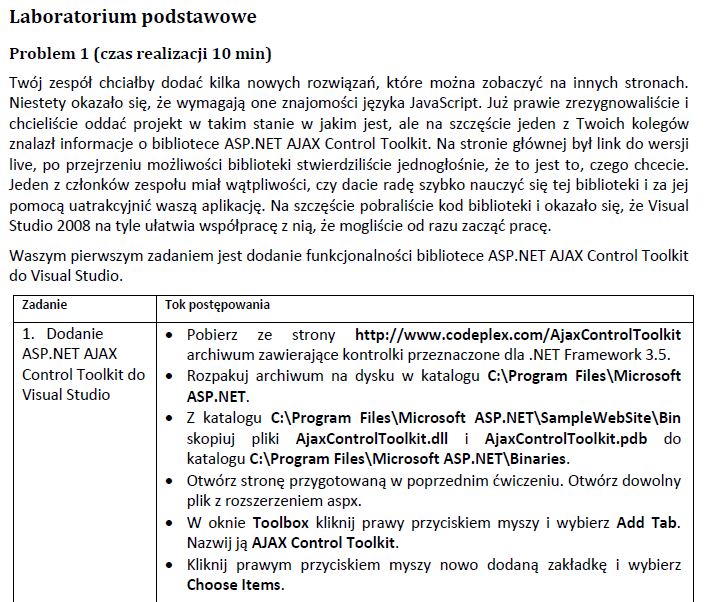 Laboratorium podstawowe
Problem 1 (czas realizacji 10 min)
Twój zespół chciałby dodać kilka nowych rozwiązań, które można zobaczyć na innych stronach.
Niestety okazało się, że wymagają one znajomości języka JavaScript. Już prawie zrezygnowaliście i
chcieliście oddać projekt w takim stanie w jakim jest, ale na szczęście jeden z Twoich kolegów
znalazł informacje o bibliotece ASP.NET AJAX Control Toolkit. Na stronie głównej był link do wersji
live, po przejrzeniu możliwości biblioteki stwierdziliście jednogłośnie, że to jest to, czego chcecie.
Jeden z członków zespołu miał wątpliwości, czy dacie radę szybko nauczyć się tej biblioteki i za jej
pomocą uatrakcyjnić waszą aplikację. Na szczęście pobraliście kod biblioteki i okazało się, że Visual
Studio 2008 na tyle ułatwia współpracę z nią, że mogliście od razu zacząć pracę.
Waszym pierwszym zadaniem jest dodanie funkcjonalności bibliotece ASP.NET AJAX Control Toolkit
do Visual Studio.
Zadanie
Tok postępowania
1. Dodanie
ASP.NET AJAX
Control Toolkit do
Visual Studio
• Pobierz ze strony http://www.codeplex.com/AjaxControlToolkit
archiwum zawierające kontrolki przeznaczone dla .NET Framework 3.5.
• Rozpakuj archiwum na dysku w katalogu C:\Program Files\Microsoft
ASP.NET.
• Z katalogu C:\Program Files\Microsoft ASP.NET\SampleWebSite\Bin
skopiuj pliki AjaxControlToolkit.dll i AjaxControlToolkit.pdb do
katalogu C:\Program Files\Microsoft ASP.NET\Binaries.
• Otwórz stronę przygotowaną w poprzednim ćwiczeniu. Otwórz dowolny
plik z rozszerzeniem aspx.
• W oknie Toolbox kliknij prawy przyciskiem myszy i wybierz Add Tab.
Nazwij ją AJAX Control Toolkit.
• Kliknij prawym przyciskiem myszy nowo dodaną zakładkę i wybierz
Choose Items.